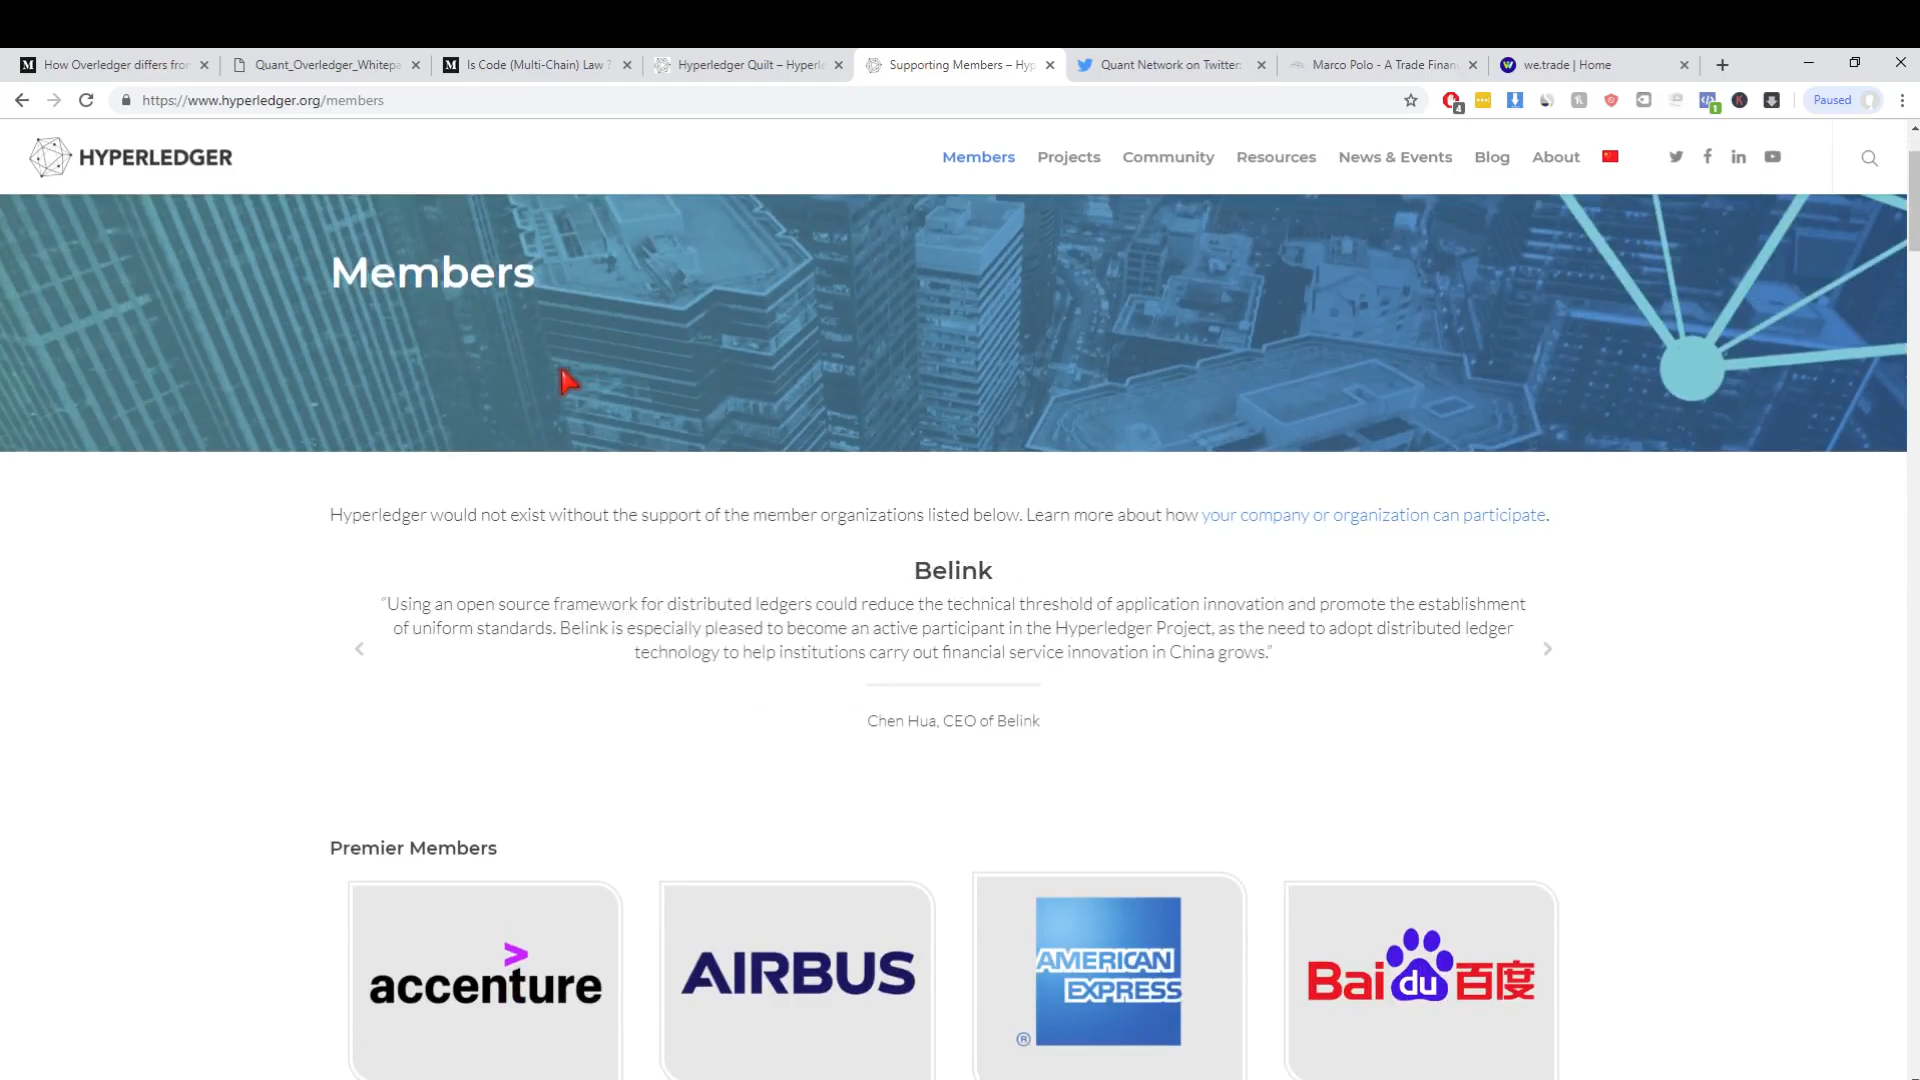 How Overledger differs fro
Quant_Overledger_Whitepa
Is Code (Multi-Chain) Law ?
Hyperledger Quilt – Hyperle
Supporting Members – Hyp
Quant Network on Twitter:
Marco Polo - A Trade Finan
we.trade | Home
https://www.hyperledger.org/members
4
1
Paused
HYPERLEDGER
Members
Projects
Community
Resources
News & Events
Blog
About
Members
Hyperledger would not exist without the support of the member organizations listed below. Learn more about how your company or organization can participate.
Belink
“Using an open source framework for distributed ledgers could reduce the technical threshold of application innovation and promote the establishment
of uniform standards. Belink is especially pleased to become an active participant in the Hyperledger Project, as the need to adopt distributed ledger
technology to help institutions carry out financial service innovation in China grows.”
Chen Hua, CEO of Belink
Premier Members
accenture
AIRBUS
AMERICAN
EXPRESS
®
Bai du 百度